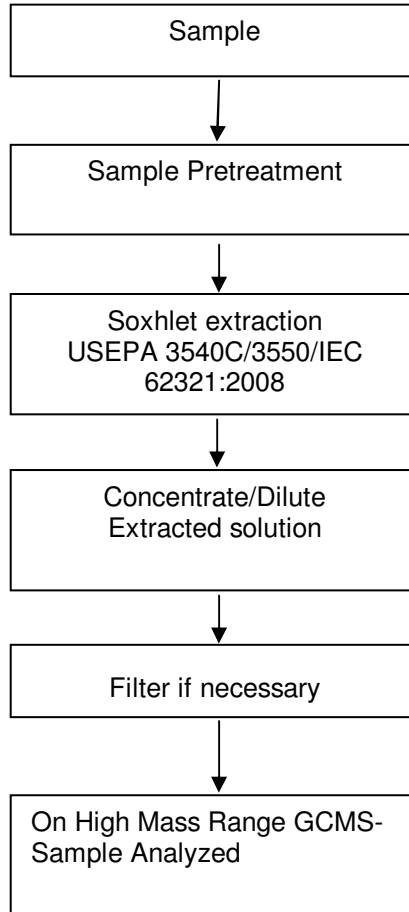 Sample
Sample Pretreatment
Soxhlet extraction
USEPA 3540C/3550/IEC
62321:2008
Concentrate/Dilute
Extracted solution
Filter if necessary
On High Mass Range GCMS-
Sample Analyzed